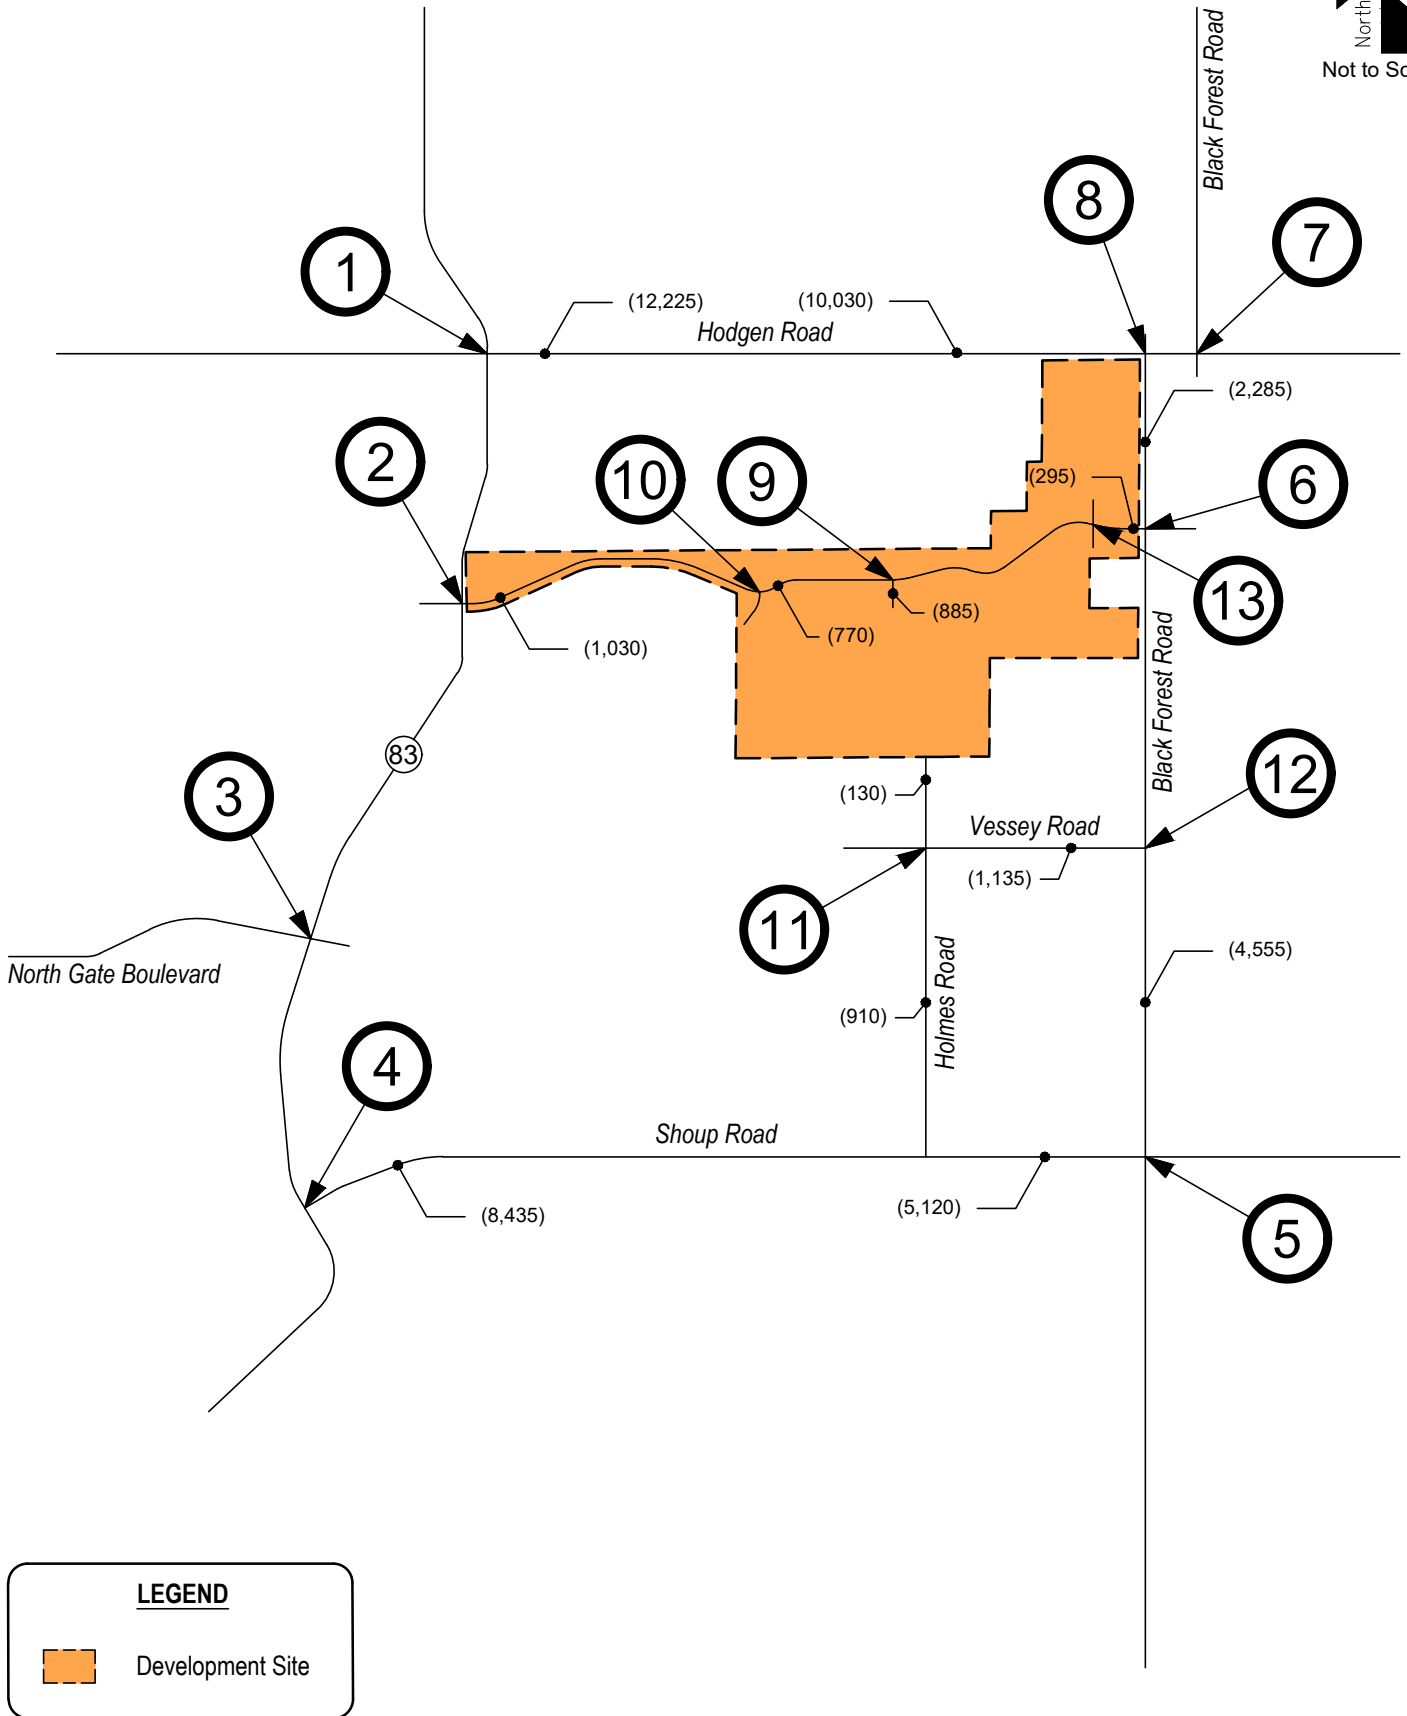 North
Not to Sc
Black Forest Road
8
7
1
(12,225)
(10,030)
Hodgen Road
(2,285)
2
10
9
(295)
6
13
(885)
(770)
(1,030)
Black Forest Road
83
3
(130)
12
Vessey Road
(1,135)
11
North Gate Boulevard
(4,555)
Holmes Road
(910)
4
Shoup Road
(8,435)
(5,120)
5
LEGEND
Development Site